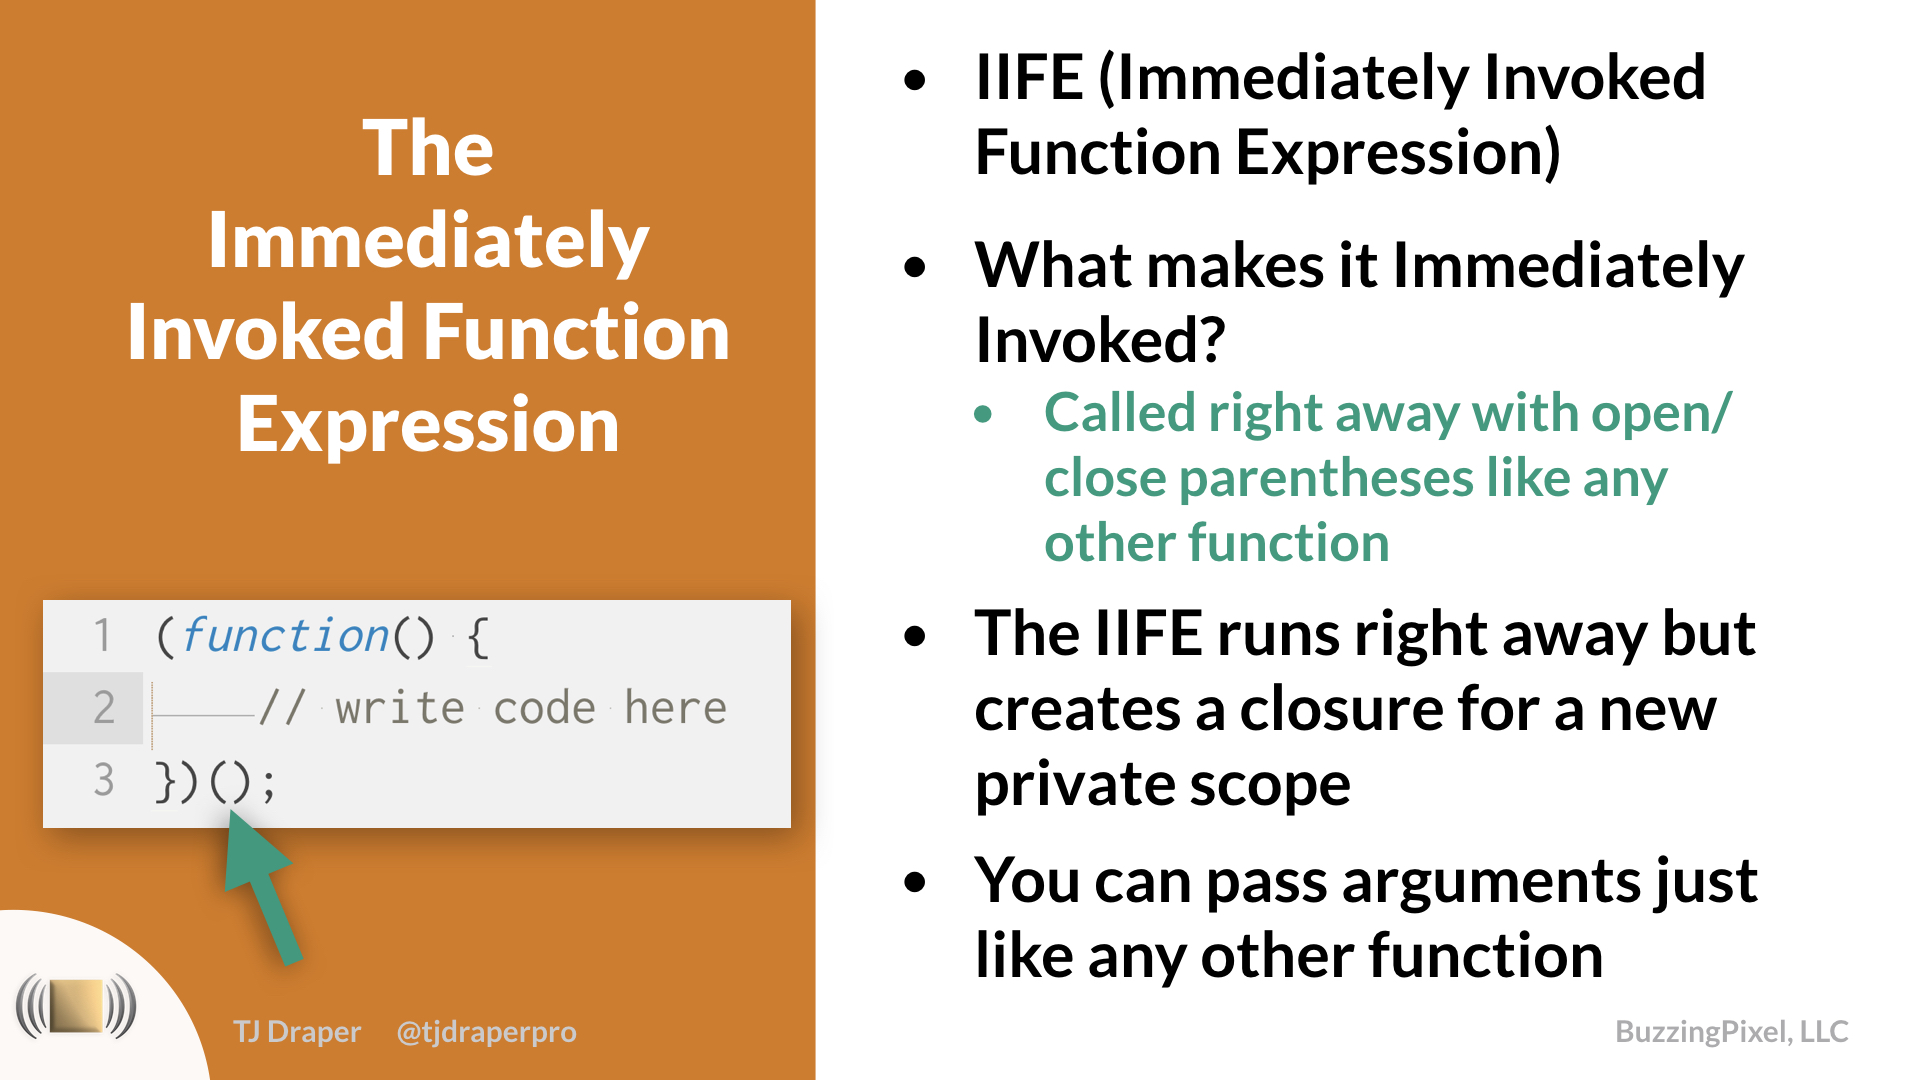 The
Immediately
Invoked Function
Expression
1 (function() {
2 // write code here
3 })();
TJ Draper @tjdraperpro
• IIFE (Immediately Invoked
Function Expression)
• What makes it Immediately
Invoked?
• Called right away with open/
close parentheses like any
other function
• The IIFE runs right away but
creates a closure for a new
private scope
• You can pass arguments just
like any other function
BuzzingPixel, LLC